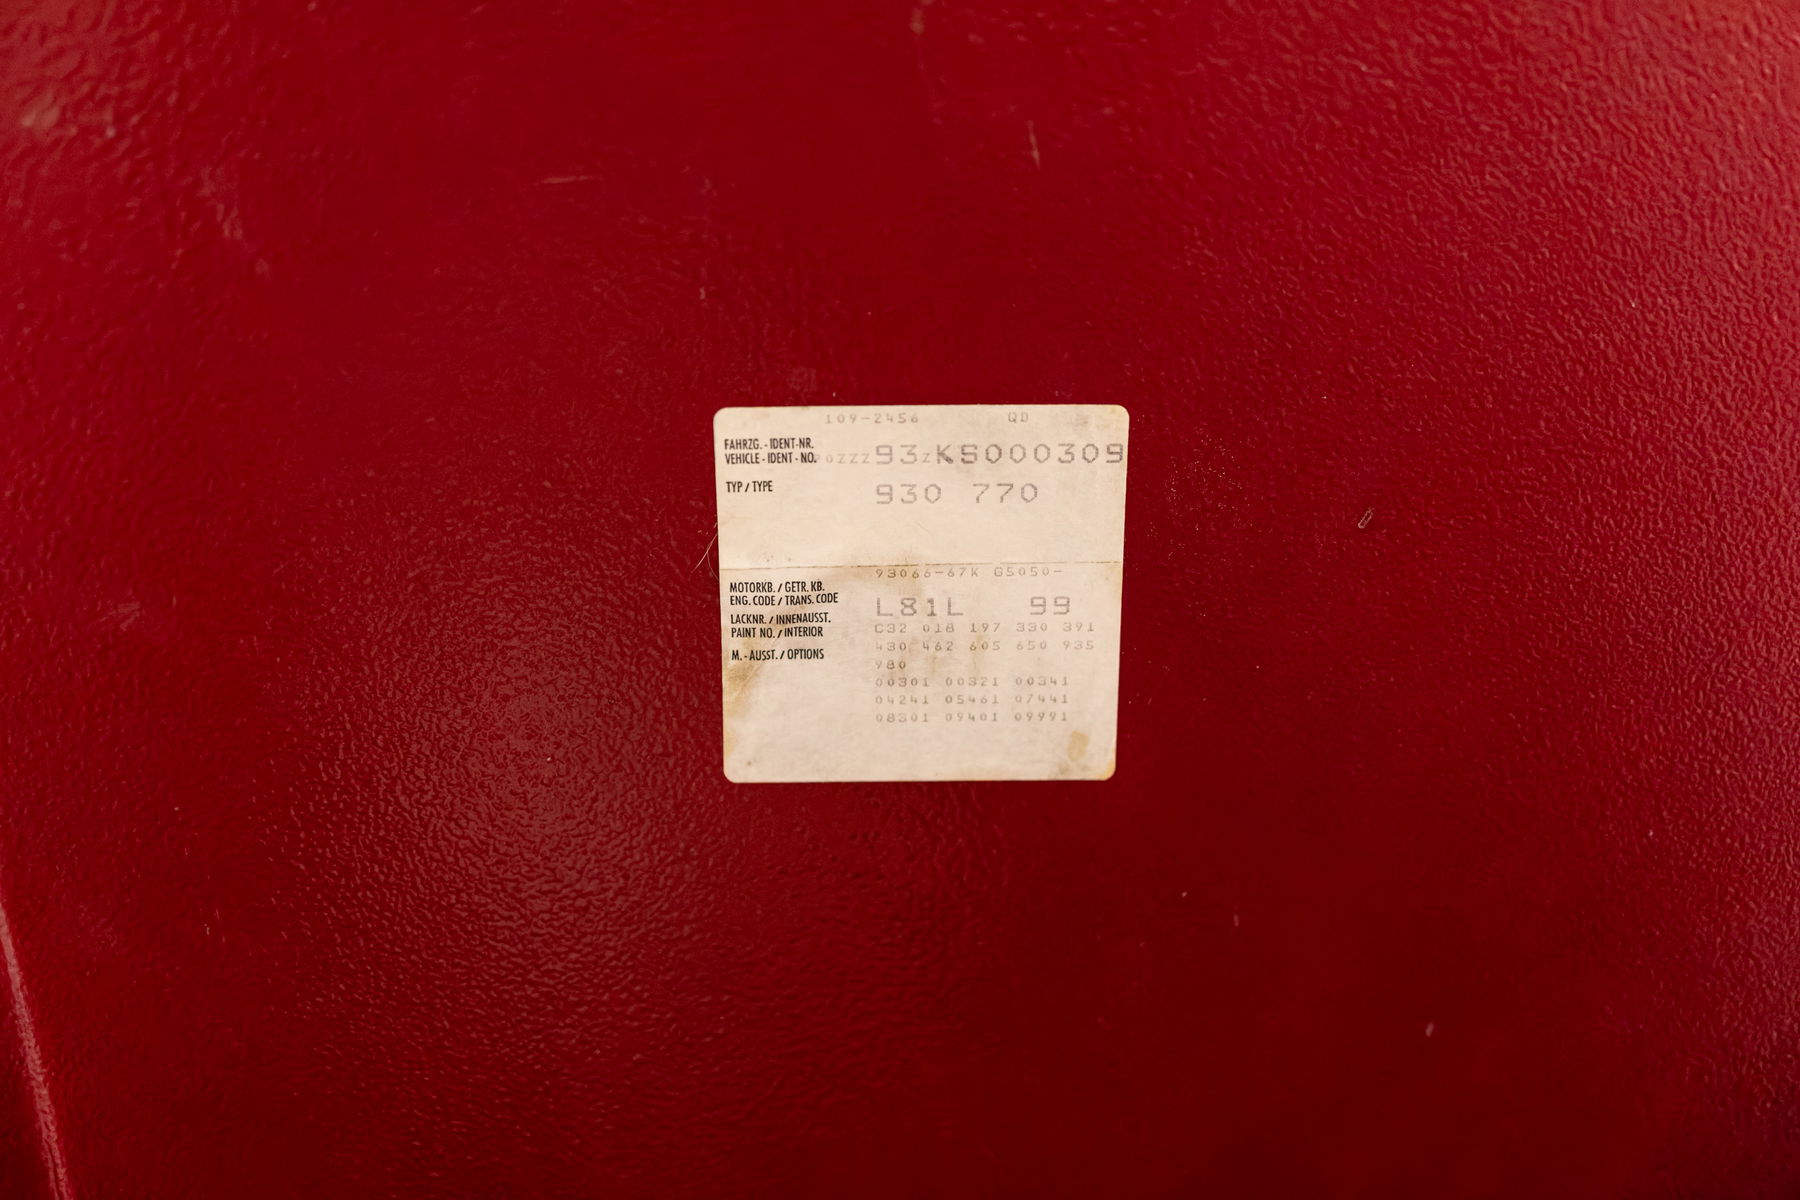 109-2456 QD
FAHRZG. - IDENT-NR.
VEHICLE - IDENT - NO. P0ZZZ93ZKS000309
TYP / TYPE 930 770
93066-67K G5050-
MOTORKB. / GETR. KB.
ENG. CODE / TRANS. CODE
L81L 99
LACKNR. / INNENAUSST.
PAINT NO. / INTERIOR
C32 018 197 330 391
430 462 605 650 935
M. - AUSST. / OPTIONS
980
00301 00321 00341
04241 05461 07441
08301 09401 09991